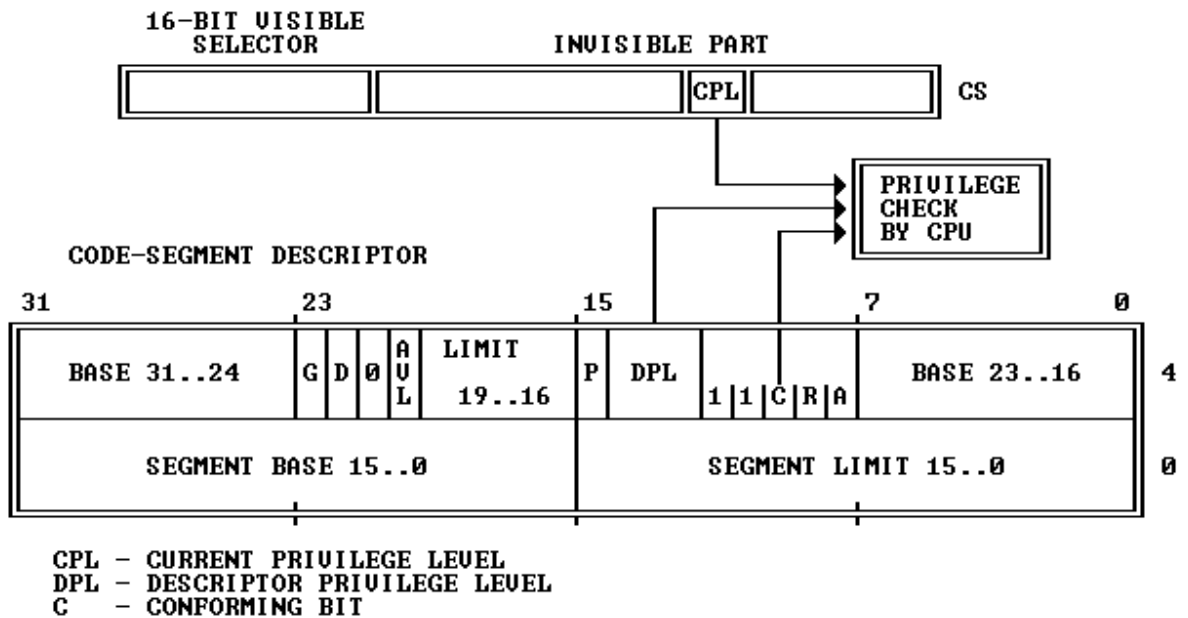 16-BIT VISIBLE
SELECTOR
INVISIBLE PART
CPL
CS
PRIVILEGE
CHECK
BY CPU
CODE-SEGMENT DESCRIPTOR
31 23 15 7 0
BASE 31..24 G D 0 AVL LIMIT 19..16 P DPL 1 1 C R A BASE 23..16 4
SEGMENT BASE 15..0 SEGMENT LIMIT 15..0 0
CPL - CURRENT PRIVILEGE LEVEL
DPL - DESCRIPTOR PRIVILEGE LEVEL
C - CONFORMING BIT